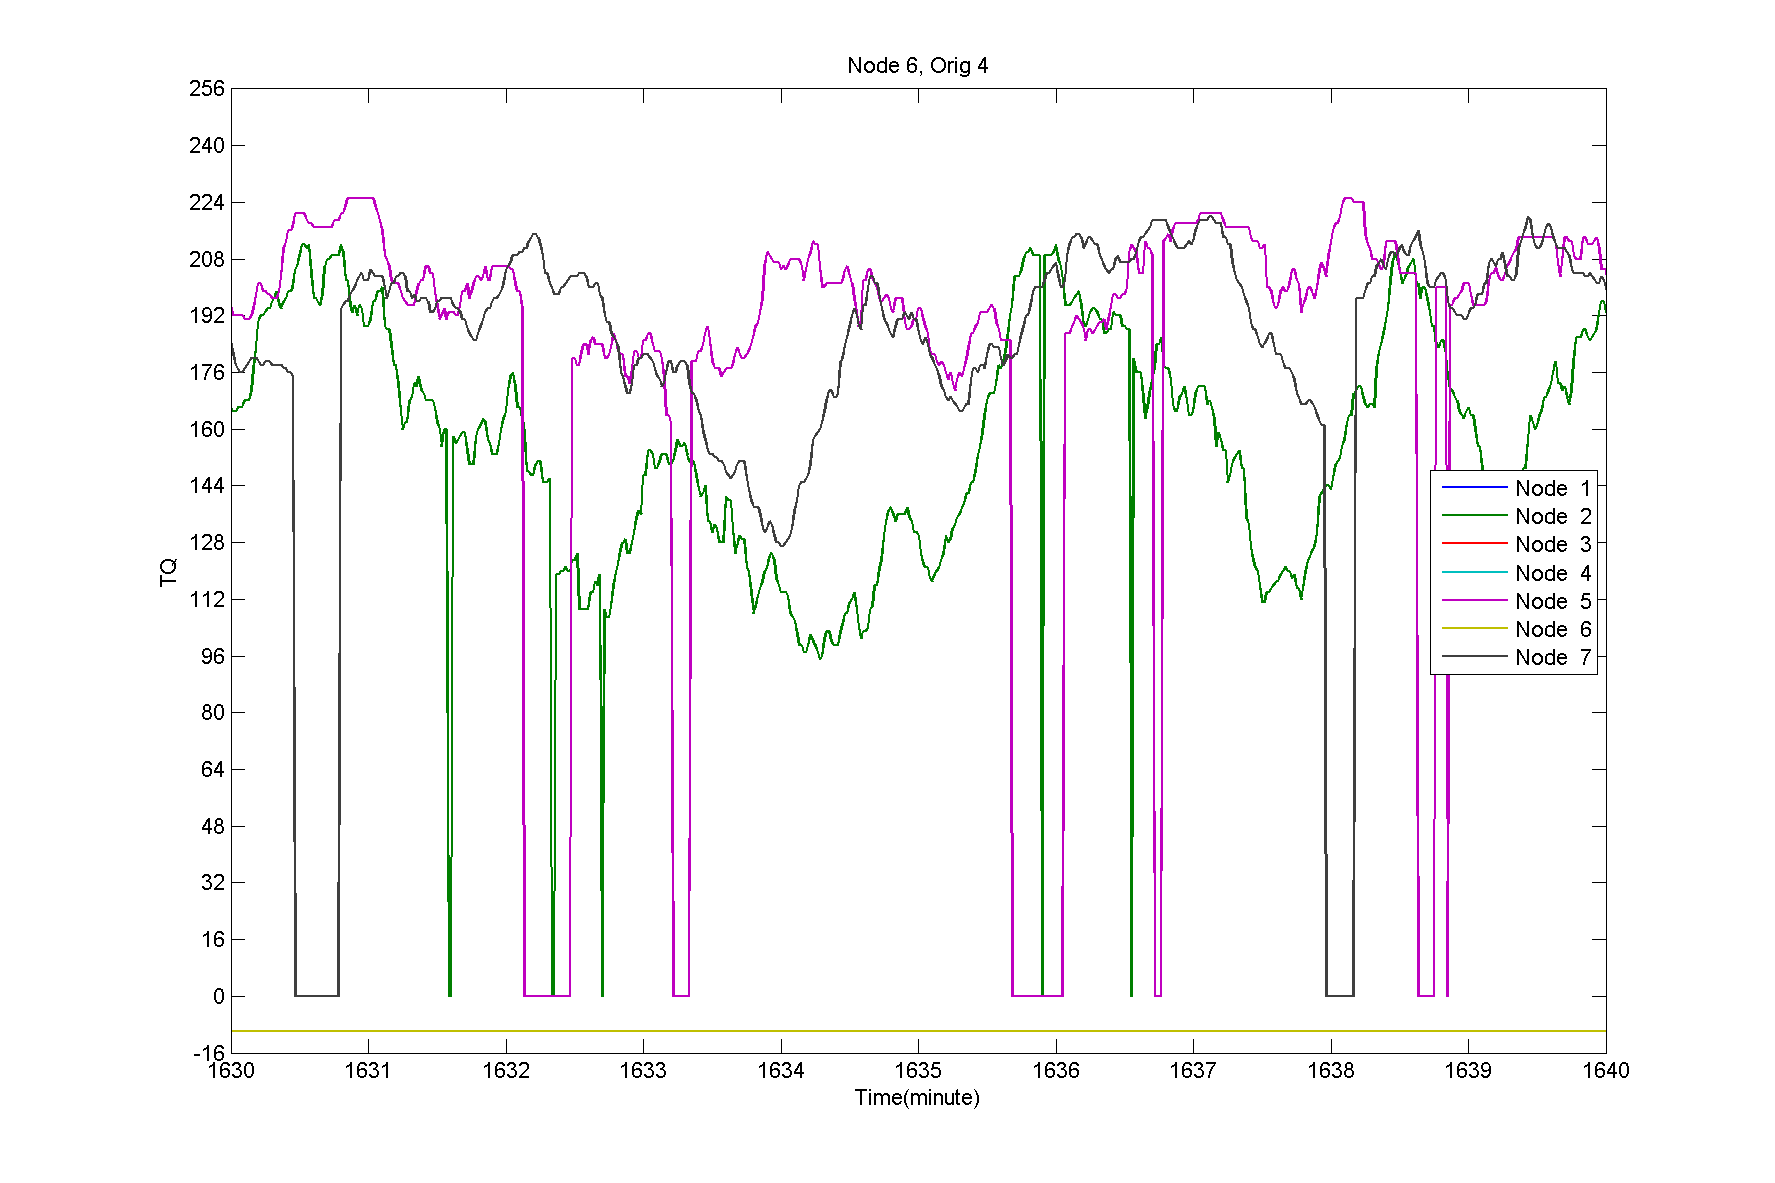 Node 6, Orig 4
256
240
224
208
192
176
160
144
128
112
96
80
64
48
32
16
0
-16
TQ
Node 1
Node 2
Node 3
Node 4
Node 5
Node 6
Node 7
1630 1631 1632 1633 1634 1635 1636 1637 1638 1639 1640
Time(minute)